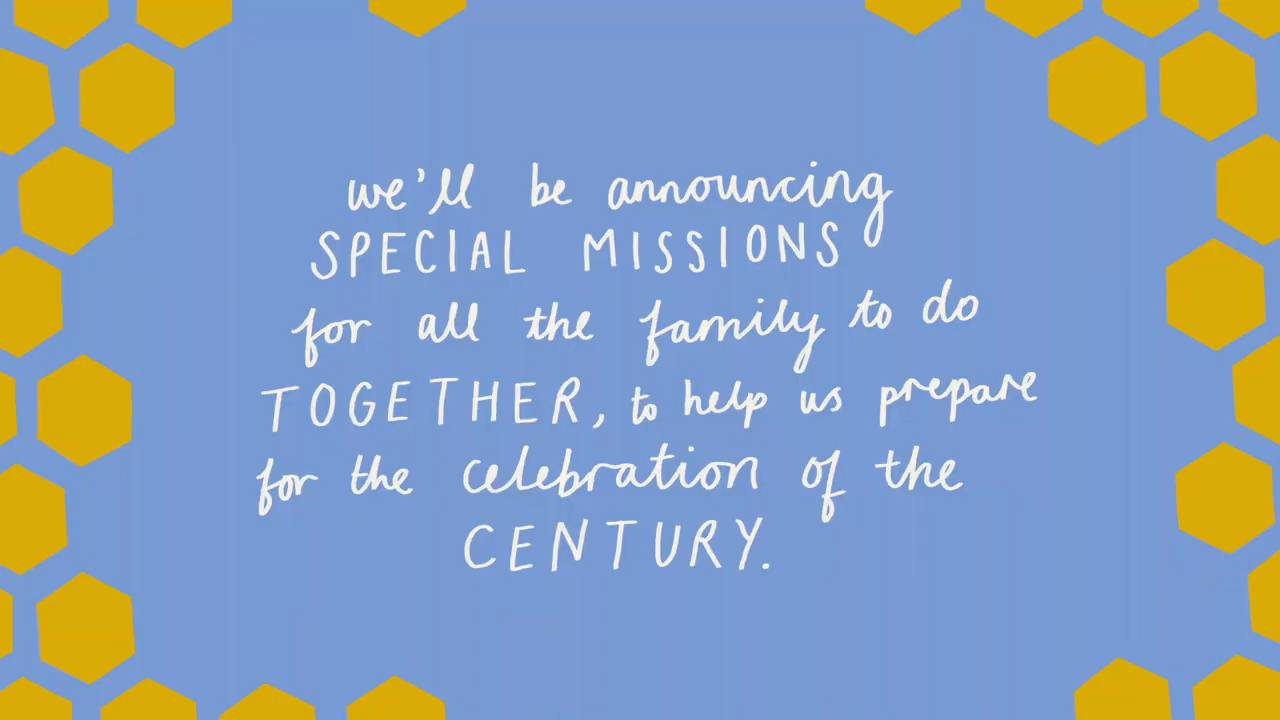 we'll be announcing
SPECIAL MISSIONS
for all the family to do
TOGETHER, to help us prepare
for the celebration of the
CENTURY.